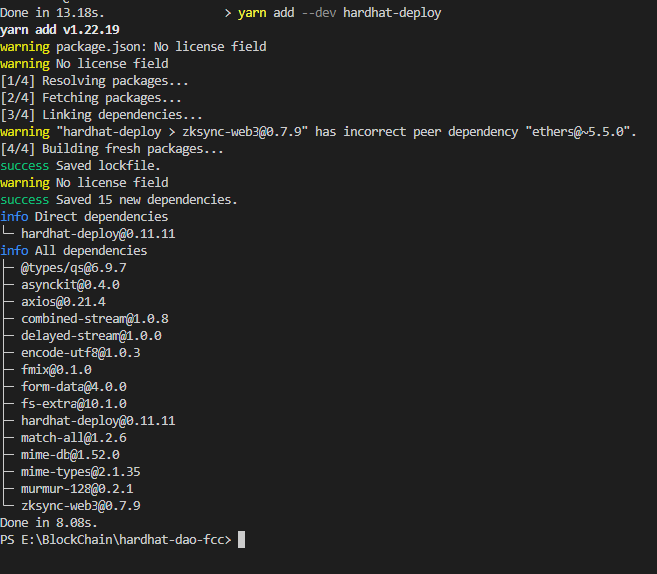 Done in 13.18s. > yarn add --dev hardhat-deploy
yarn add v1.22.19
warning package.json: No license field
warning No license field
[1/4] Resolving packages...
[2/4] Fetching packages...
[3/4] Linking dependencies...
warning "hardhat-deploy > zksync-web3@0.7.9" has incorrect peer dependency "ethers@~5.5.0".
[4/4] Building fresh packages...
success Saved lockfile.
warning No license field
success Saved 15 new dependencies.
info Direct dependencies
└─ hardhat-deploy@0.11.11
info All dependencies
├─ @types/qs@6.9.7
├─ asynckit@0.4.0
├─ axios@0.21.4
├─ combined-stream@1.0.8
├─ delayed-stream@1.0.0
├─ encode-utf8@1.0.3
├─ fmix@0.1.0
├─ form-data@4.0.0
├─ fs-extra@10.1.0
├─ hardhat-deploy@0.11.11
├─ match-all@1.2.6
├─ mime-db@1.52.0
├─ mime-types@2.1.35
├─ murmur-128@0.2.1
└─ zksync-web3@0.7.9
Done in 8.08s.
PS E:\BlockChain\hardhat-dao-fcc>